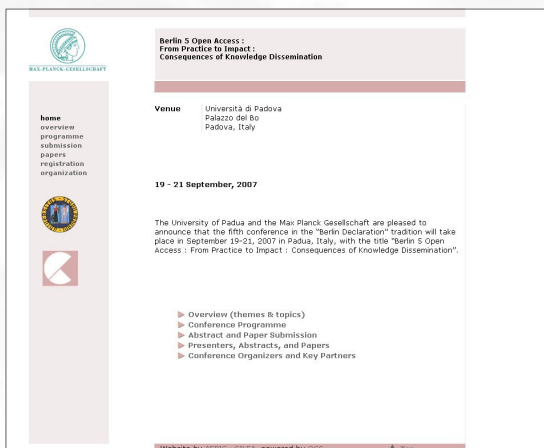 MAX-PLANCK-GESELLSCHAFT
Berlin 5 Open Access :
From Practice to Impact :
Consequences of Knowledge Dissemination
home
overview
programme
submission
papers
registration
organization
Venue Università di Padova
Palazzo del Bo
Padova, Italy
19 - 21 September, 2007
The University of Padua and the Max Planck Gesellschaft are pleased to
announce that the fifth conference in the "Berlin Declaration" tradition will take
place in September 19-21, 2007 in Padua, Italy, with the title "Berlin 5 Open
Access : From Practice to Impact : Consequences of Knowledge Dissemination".
Overview (themes & topics)
Conference Programme
Abstract and Paper Submission
Presenters, Abstracts, and Papers
Conference Organizers and Key Partners
Website by